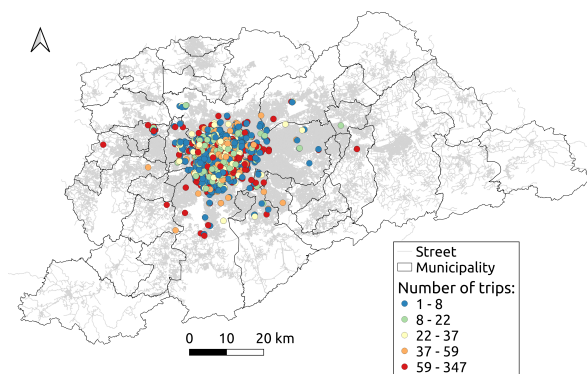 Street
Municipality
Number of trips:
1 - 8
8 - 22
22 - 37
37 - 59
59 - 347
0 10 20 km